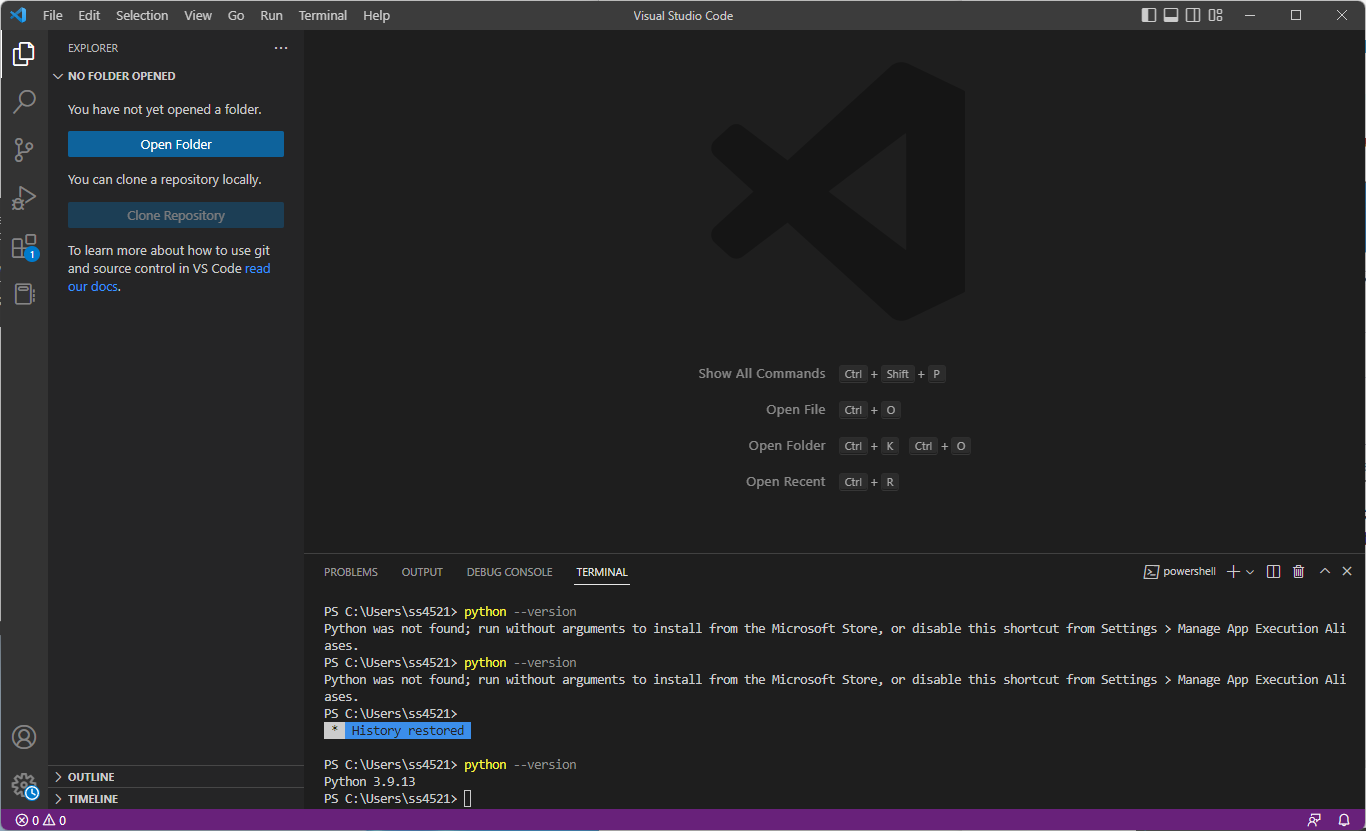 File Edit Selection View Go Run Terminal Help Visual Studio Code
EXPLORER ···
NO FOLDER OPENED
You have not yet opened a folder.
Open Folder
You can clone a repository locally.
Clone Repository
To learn more about how to use git
and source control in VS Code read
our docs.
1
Show All Commands Ctrl + Shift + P
Open File Ctrl + O
Open Folder Ctrl + K Ctrl + O
Open Recent Ctrl + R
PROBLEMS OUTPUT DEBUG CONSOLE TERMINAL powershell
PS C:\Users\ss4521> python --version
Python was not found; run without arguments to install from the Microsoft Store, or disable this shortcut from Settings > Manage App Execution Ali
ases.
PS C:\Users\ss4521> python --version
Python was not found; run without arguments to install from the Microsoft Store, or disable this shortcut from Settings > Manage App Execution Ali
ases.
PS C:\Users\ss4521>
* History restored
PS C:\Users\ss4521> python --version
Python 3.9.13
PS C:\Users\ss4521>
OUTLINE
TIMELINE
0 0